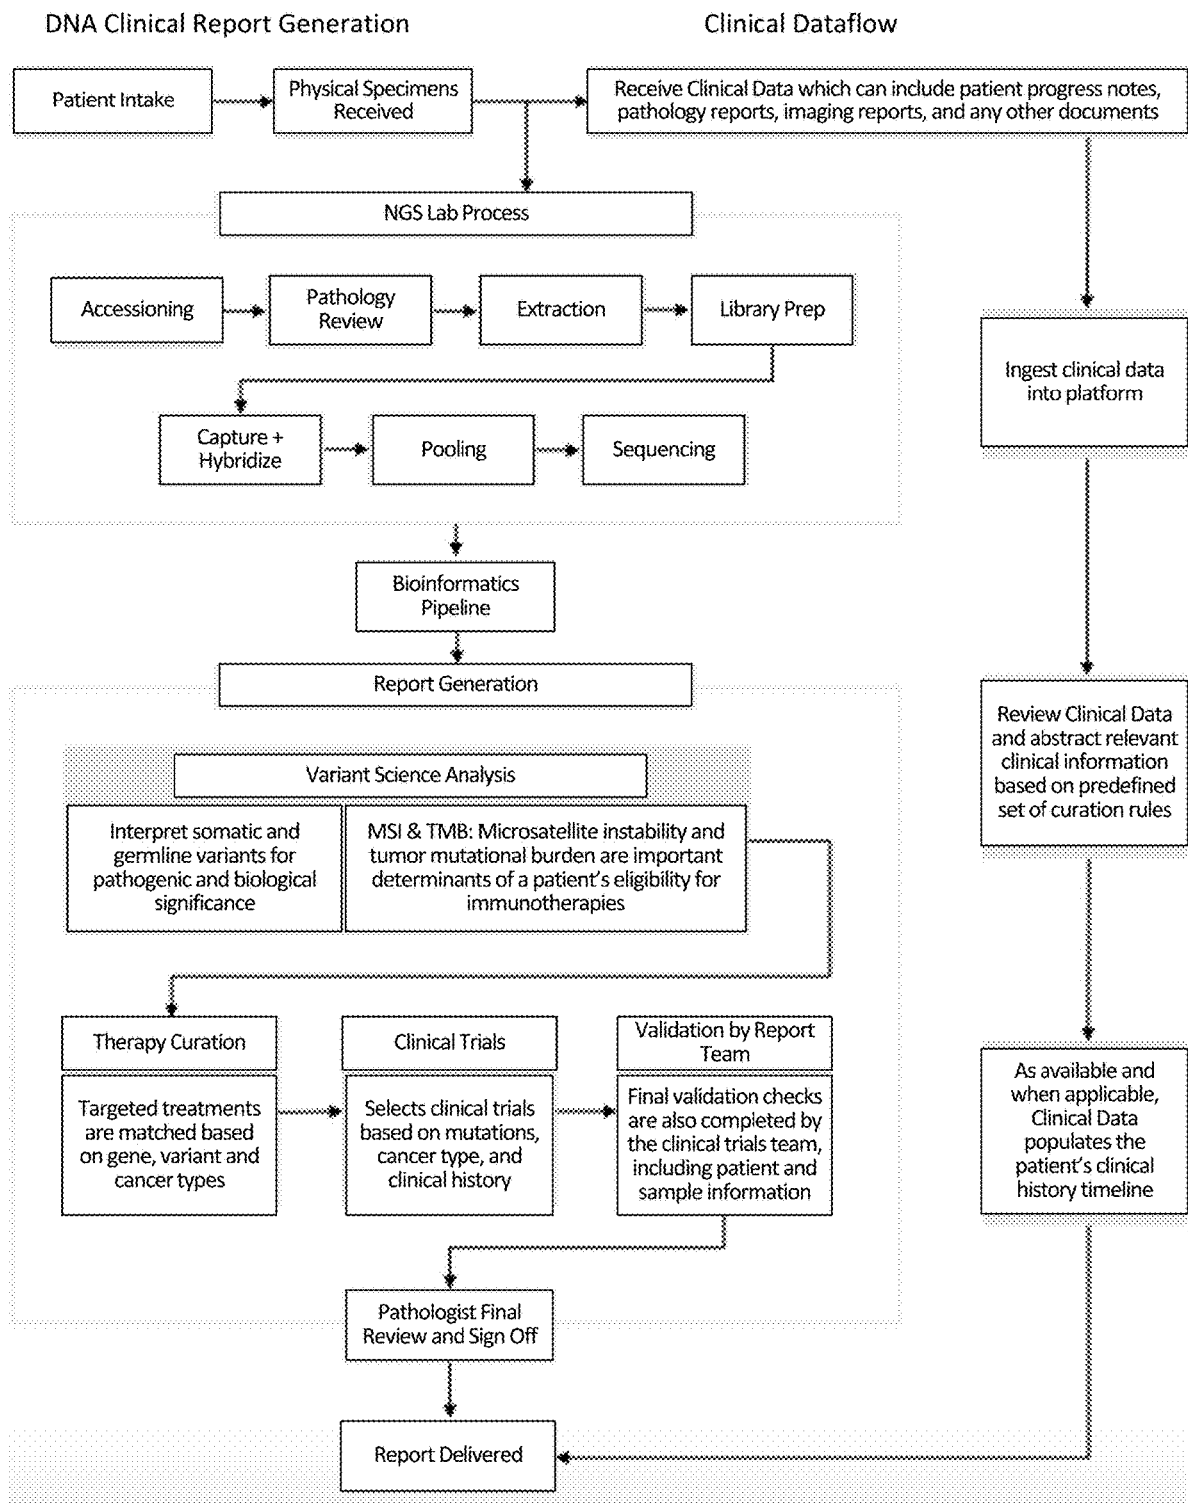 DNA Clinical Report Generation
Clinical Dataflow
Patient Intake
Physical Specimens
Received
Receive Clinical Data which can include patient progress notes,
pathology reports, imaging reports, and any other documents
NGS Lab Process
Accessioning
Pathology
Review
Extraction
Library Prep
Capture +
Hybridize
Pooling
Sequencing
Ingest clinical data
into platform
Bioinformatics
Pipeline
Report Generation
Variant Science Analysis
Interpret somatic and
germline variants for
pathogenic and biological
significance
MSI & TMB: Microsatellite instability and
tumor mutational burden are important
determinants of a patient's eligibility for
immunotherapies
Review Clinical Data
and abstract relevant
clinical information
based on predefined
set of curation rules
Therapy Curation
Targeted treatments
are matched based
on gene, variant and
cancer types
Clinical Trials
Selects clinical trials
based on mutations,
cancer type, and
clinical history
Validation by Report
Team
Final validation checks
are also completed by
the clinical trials team,
including patient and
sample information
As available and
when applicable,
Clinical Data
populates the
patient's clinical
history timeline
Pathologist Final
Review and Sign Off
Report Delivered